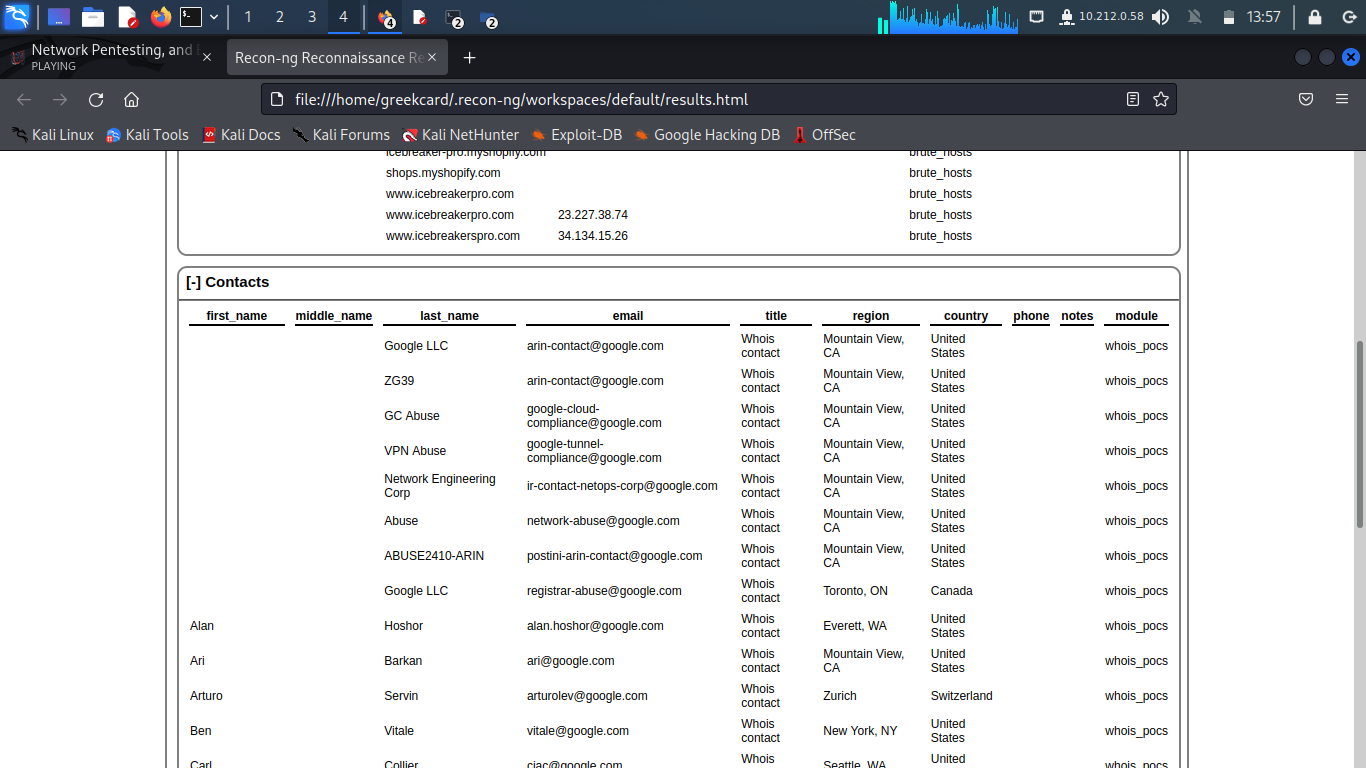 1 2 3 4 4 2 2 10.212.0.58 13:57
Network Pentesting, and
PLAYING
Recon-ng Reconnaissance Re
file:///home/greekcard/.recon-ng/workspaces/default/results.html
Kali Linux Kali Tools Kali Docs Kali Forums Kali NetHunter Exploit-DB Google Hacking DB OffSec
icebreaker-pro.myshopify.com brute_hosts
shops.myshopify.com brute_hosts
www.icebreakerpro.com brute_hosts
www.icebreakerpro.com 23.227.38.74 brute_hosts
www.icebreakerspro.com 34.134.15.26 brute_hosts
[-] Contacts
first_name middle_name last_name email title region country phone notes module
Google LLC arin-contact@google.com Whois contact Mountain View, CA United States whois_pocs
ZG39 arin-contact@google.com Whois contact Mountain View, CA United States whois_pocs
GC Abuse google-cloud-compliance@google.com Whois contact Mountain View, CA United States whois_pocs
VPN Abuse google-tunnel-compliance@google.com Whois contact Mountain View, CA United States whois_pocs
Network Engineering Corp ir-contact-netops-corp@google.com Whois contact Mountain View, CA United States whois_pocs
Abuse network-abuse@google.com Whois contact Mountain View, CA United States whois_pocs
ABUSE2410-ARIN postini-arin-contact@google.com Whois contact Mountain View, CA United States whois_pocs
Google LLC registrar-abuse@google.com Whois contact Toronto, ON Canada whois_pocs
Alan Hoshor alan.hoshor@google.com Whois contact Everett, WA United States whois_pocs
Ari Barkan ari@google.com Whois contact Mountain View, CA United States whois_pocs
Arturo Servin arturolev@google.com Whois contact Zurich Switzerland whois_pocs
Ben Vitale vitale@google.com Whois contact New York, NY United States whois_pocs
Carl Collier cjac@google.com Whois Seattle, WA United whois_pocs